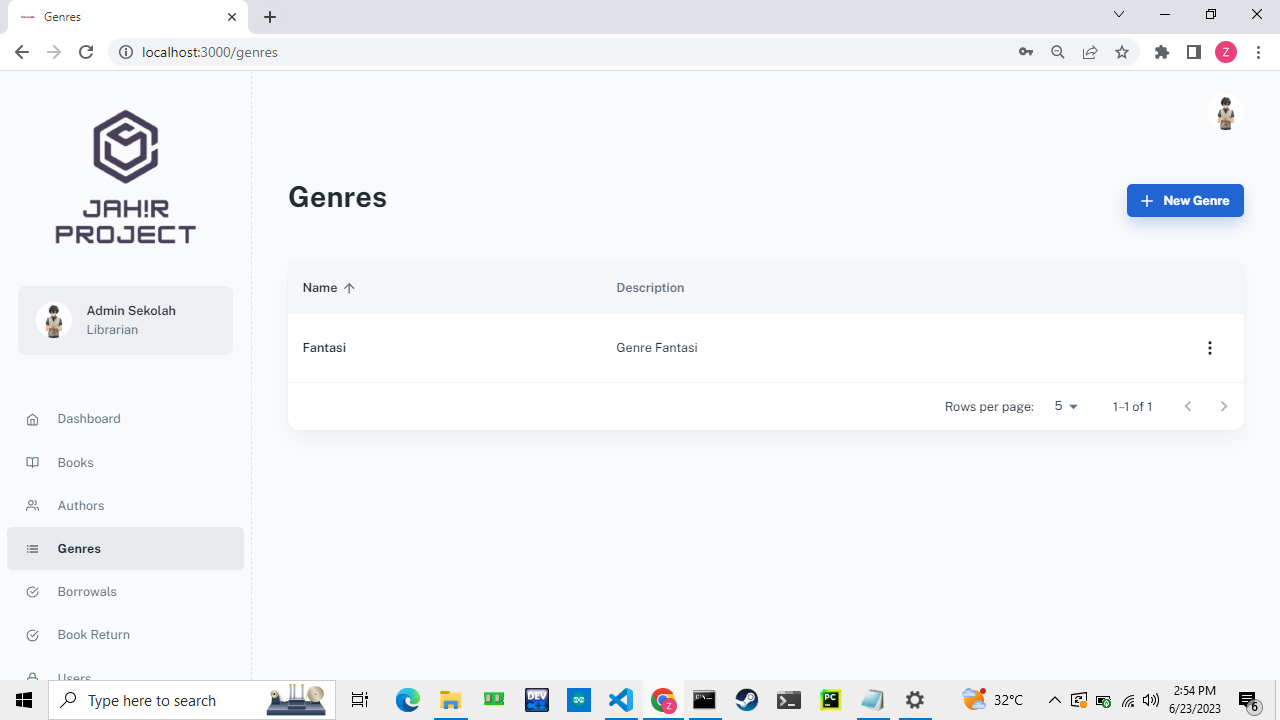 Genres
localhost:3000/genres
Z
JAH!R
PROJECT
Admin Sekolah
Librarian
Dashboard
Books
Authors
Genres
Borrowals
Book Return
Users
Genres
New Genre
Name
Description
Fantasi
Genre Fantasi
Rows per page:
5
1–1 of 1
Type here to search
DEV
Z
PC
32°C
2:54 PM
6/23/2023
6